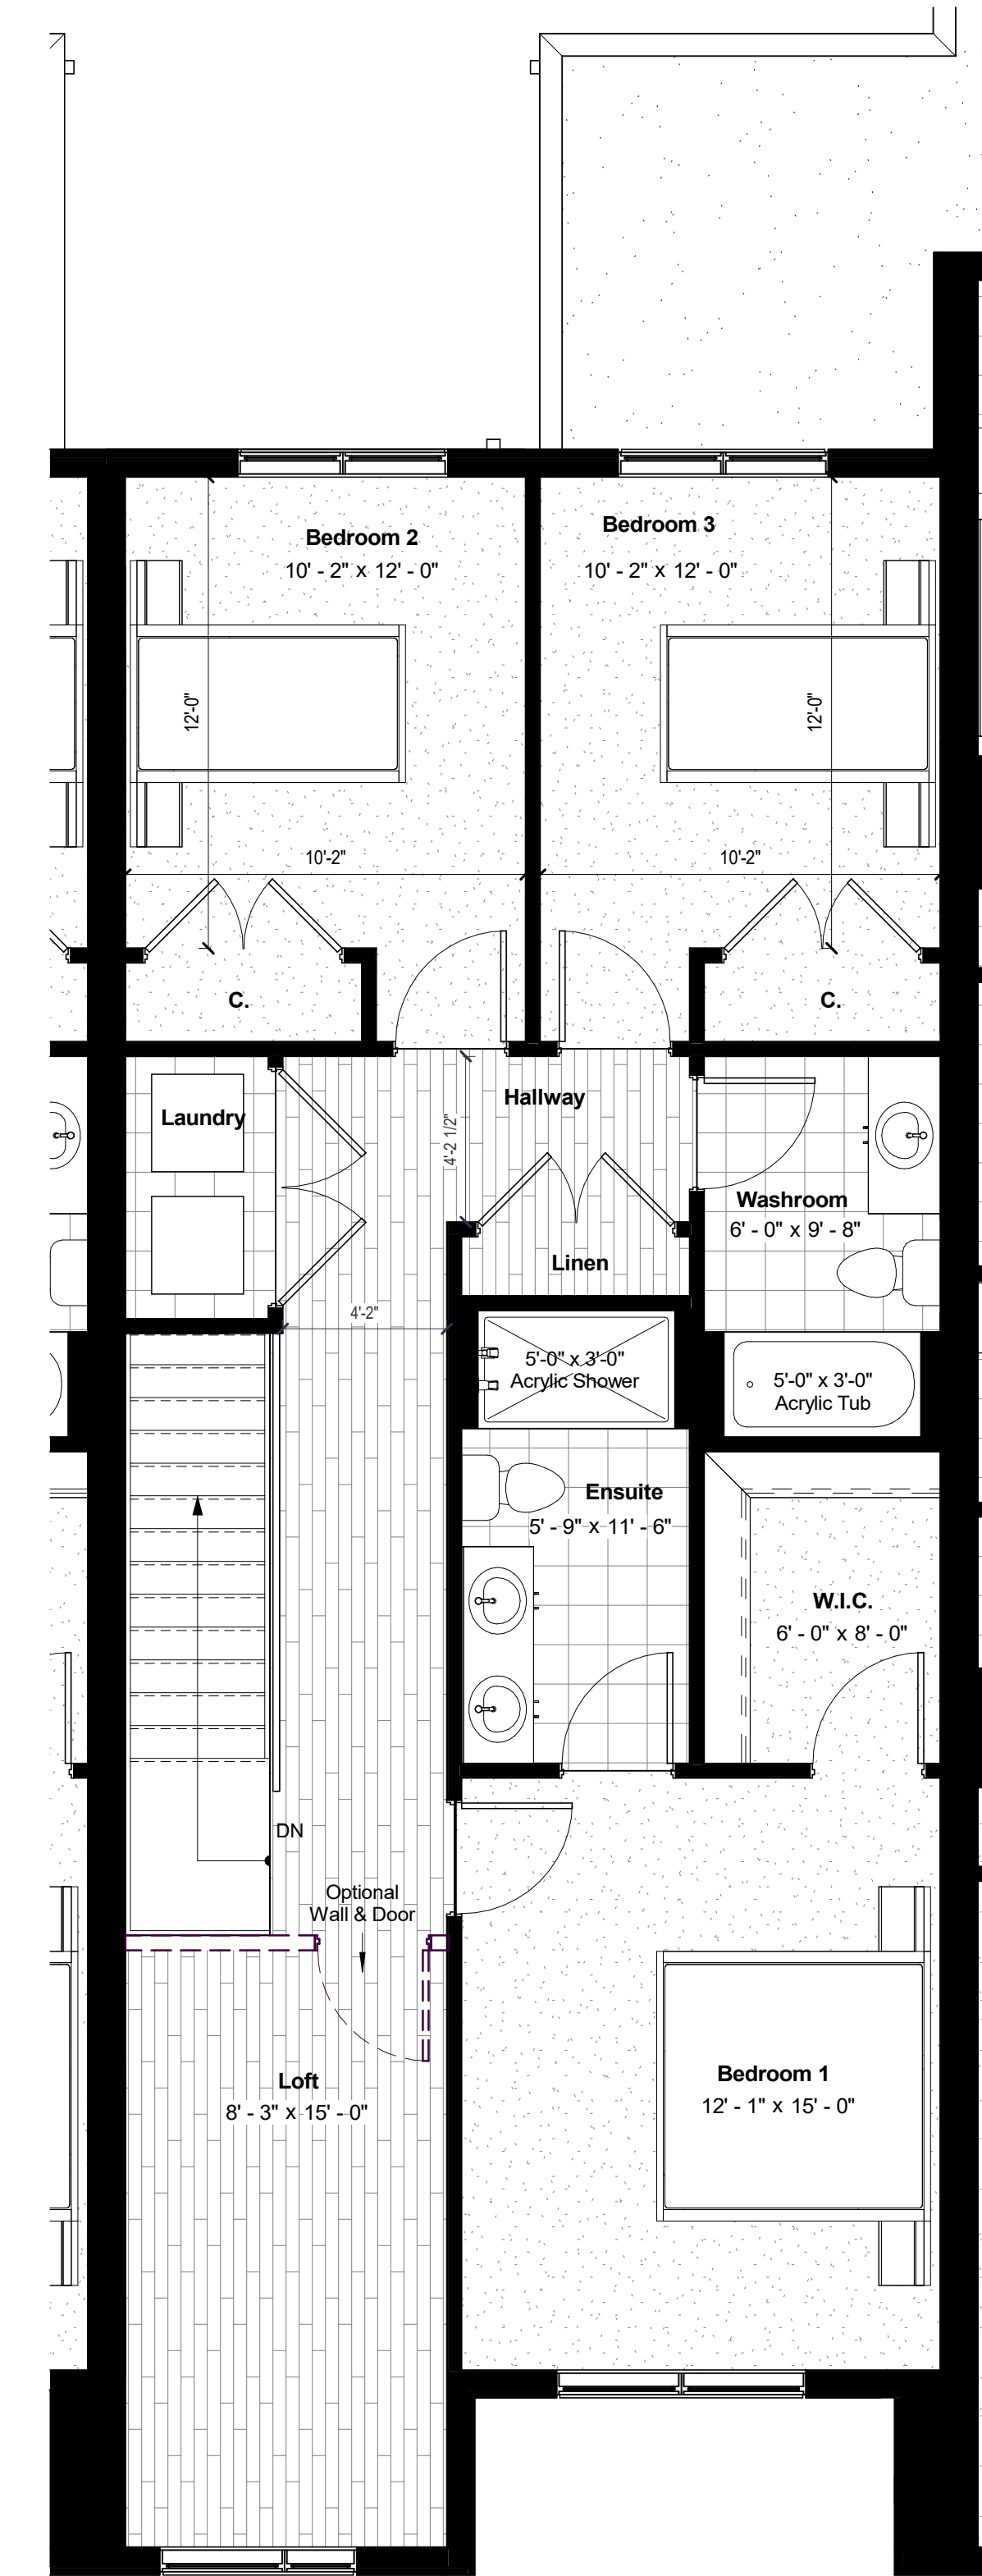 Bedroom 2
10' - 2" x 12' - 0"
Bedroom 3
10' - 2" x 12' - 0"
12'-0"
12'-0"
10'-2"
10'-2"
C.
C.
Laundry
Hallway
4'-2 1/2"
Washroom
6' - 0" x 9' - 8"
Linen
4'-2"
5'-0" x 3'-0"
Acrylic Shower
5'-0" x 3'-0"
Acrylic Tub
Ensuite
5' - 9" x 11' - 6"
W.I.C.
6' - 0" x 8' - 0"
DN
Optional
Wall & Door
Loft
8' - 3" x 15' - 0"
Bedroom 1
12' - 1" x 15' - 0"